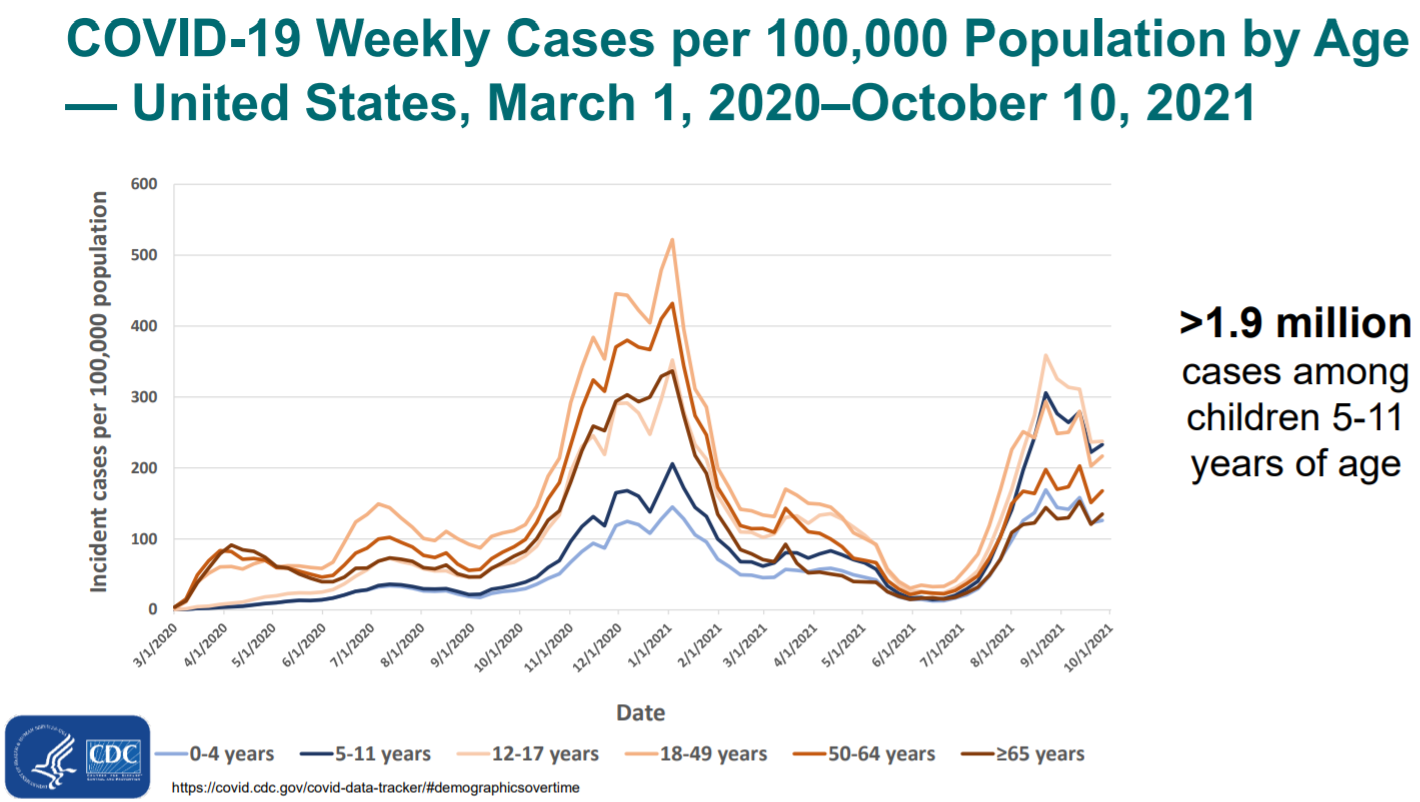 COVID-19 Weekly Cases per 100,000 Population by Age
— United States, March 1, 2020–October 10, 2021
Incident cases per 100,000 population
600
500
400
300
200
100
0
3/1/2020
4/1/2020
5/1/2020
6/1/2020
7/1/2020
8/1/2020
9/1/2020
10/1/2020
11/1/2020
12/1/2020
1/1/2021
2/1/2021
3/1/2021
4/1/2021
5/1/2021
6/1/2021
7/1/2021
8/1/2021
9/1/2021
10/1/2021
Date
>1.9 million
cases among
children 5-11
years of age
0-4 years
5-11 years
12-17 years
18-49 years
50-64 years
≥65 years
CDC
https://covid.cdc.gov/covid-data-tracker/#demographicsovertime